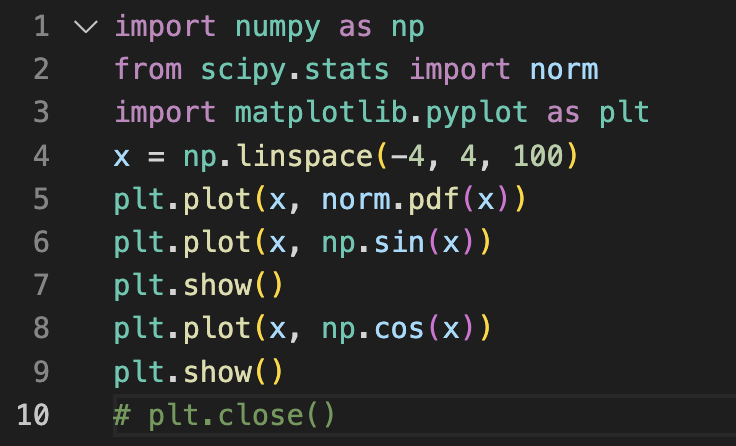 1 import numpy as np
2 from scipy.stats import norm
3 import matplotlib.pyplot as plt
4 x = np.linspace(-4, 4, 100)
5 plt.plot(x, norm.pdf(x))
6 plt.plot(x, np.sin(x))
7 plt.show()
8 plt.plot(x, np.cos(x))
9 plt.show()
10 # plt.close()